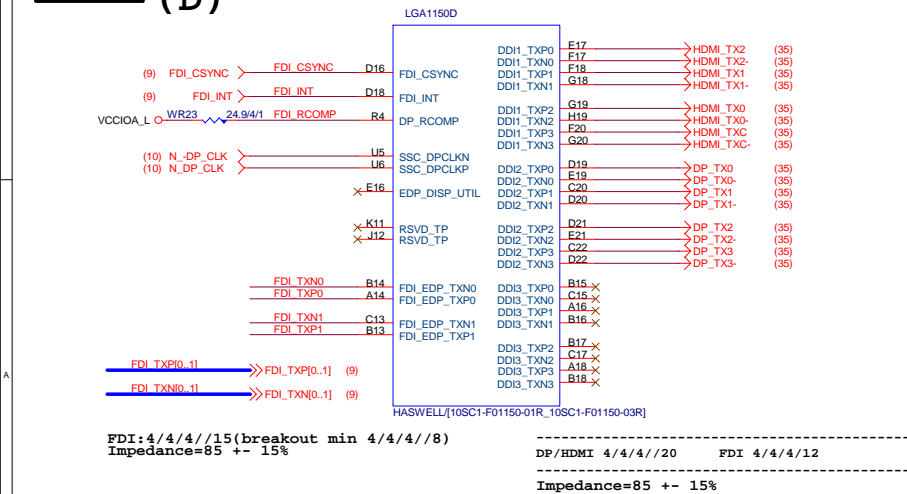 (D)
LGA1150D
(9) FDI_CSYNC FDI_CSYNC D16 FDI_CSYNC
(9) FDI_INT FDI_INT D18 FDI_INT
VCCIOA_L WR23 24.9/4/1 FDI_RCOMP R4 DP_RCOMP
(10) N_-DP_CLK U5 SSC_DPCLKN
(10) N_DP_CLK U6 SSC_DPCLKP
E16 EDP_DISP_UTIL
K11 RSVD_TP
J12 RSVD_TP
FDI_TXN0 B14 FDI_EDP_TXN0
FDI_TXP0 A14 FDI_EDP_TXP0
FDI_TXN1 C13 FDI_EDP_TXN1
FDI_TXP1 B13 FDI_EDP_TXP1
FDI_TXP[0..1] FDI_TXP[0..1] (9)
FDI_TXN[0..1] FDI_TXN[0..1] (9)
DDI1_TXP0 E17 HDMI_TX2 (35)
DDI1_TXN0 F17 HDMI_TX2- (35)
DDI1_TXP1 F18 HDMI_TX1 (35)
DDI1_TXN1 G18 HDMI_TX1- (35)
DDI1_TXP2 G19 HDMI_TX0 (35)
DDI1_TXN2 H19 HDMI_TX0- (35)
DDI1_TXP3 F20 HDMI_TXC (35)
DDI1_TXN3 G20 HDMI_TXC- (35)
DDI2_TXP0 D19 DP_TX0 (35)
DDI2_TXN0 E19 DP_TX0- (35)
DDI2_TXP1 C20 DP_TX1 (35)
DDI2_TXN1 D20 DP_TX1- (35)
DDI2_TXP2 D21 DP_TX2 (35)
DDI2_TXN2 E21 DP_TX2- (35)
DDI2_TXP3 C22 DP_TX3 (35)
DDI2_TXN3 D22 DP_TX3- (35)
DDI3_TXP0 B15
DDI3_TXN0 C15
DDI3_TXP1 A16
DDI3_TXN1 B16
DDI3_TXP2 B17
DDI3_TXN2 C17
DDI3_TXP3 A18
DDI3_TXN3 B18
A
HASWELL/[10SC1-F01150-01R_10SC1-F01150-03R]
FDI:4/4/4//15(breakout min 4/4/4//8)
Impedance=85 +- 15%
DP/HDMI 4/4/4//20 FDI 4/4/4/12
Impedance=85 +- 15%